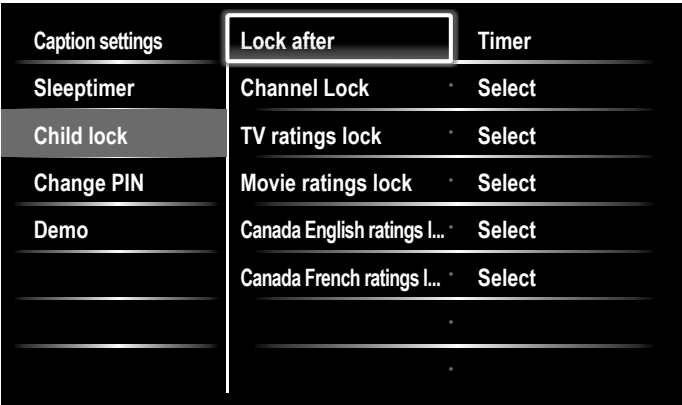 Caption settings Lock after Timer
Sleeptimer Channel Lock Select
Child lock TV ratings lock Select
Change PIN Movie ratings lock Select
Demo Canada English ratings l... Select
Canada French ratings l... Select